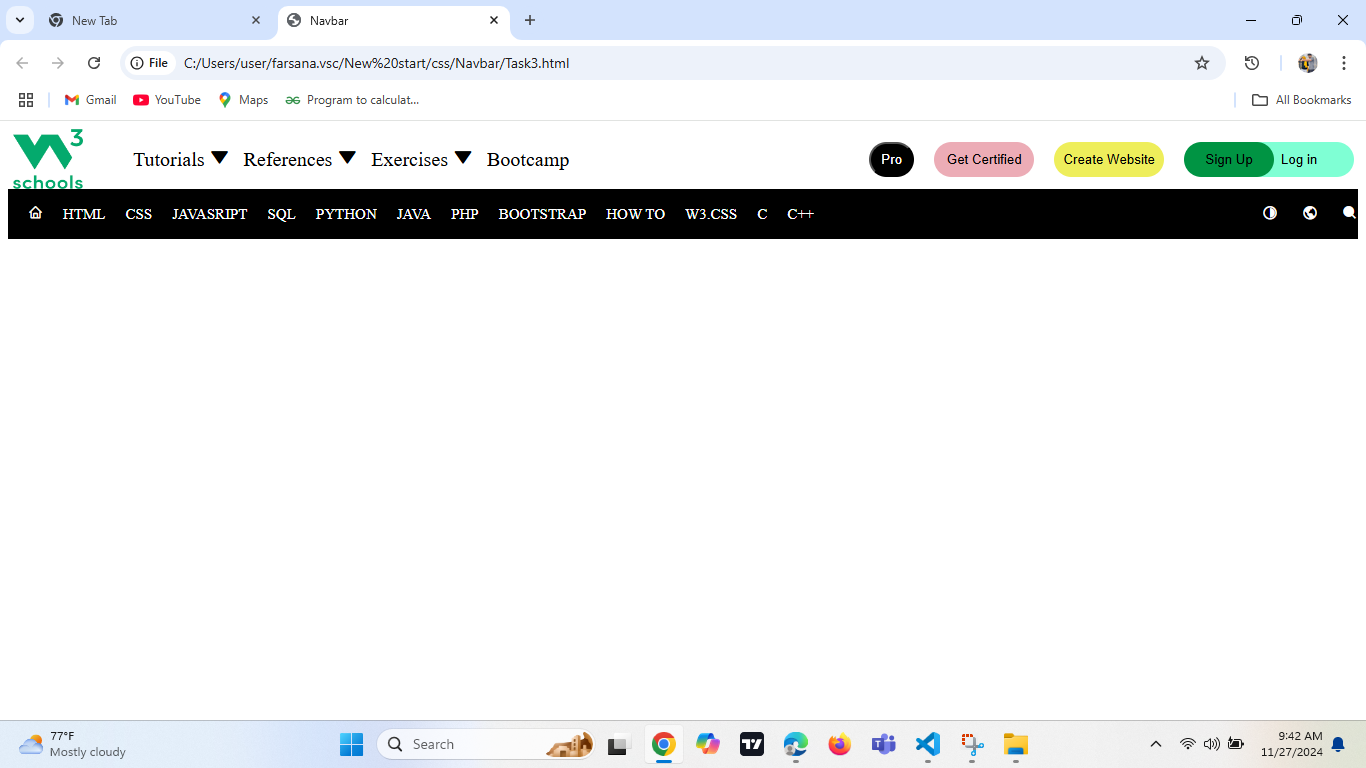 New Tab
Navbar
File C:/Users/user/farsana.vsc/New%20start/css/Navbar/Task3.html
Gmail YouTube Maps Program to calculat... All Bookmarks
3
schools
Tutorials References Exercises Bootcamp Pro Get Certified Create Website Sign Up Log in
HTML CSS JAVASRIPT SQL PYTHON JAVA PHP BOOTSTRAP HOW TO W3.CSS C C++
77°F
Mostly cloudy
Search
9:42 AM
11/27/2024